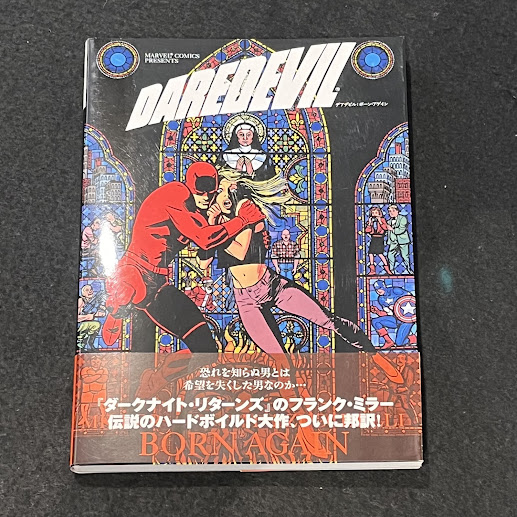 MARVEL® COMICS
PRESENTS
DAREDEVIL
デアデビル：ボーン・アゲイン
恐れを知らぬ男とは
希望を失くした男なのか…
『ダークナイト・リターンズ』のフランク・ミラー
伝説のハードボイルド大作、ついに邦訳!
BORN AGAIN